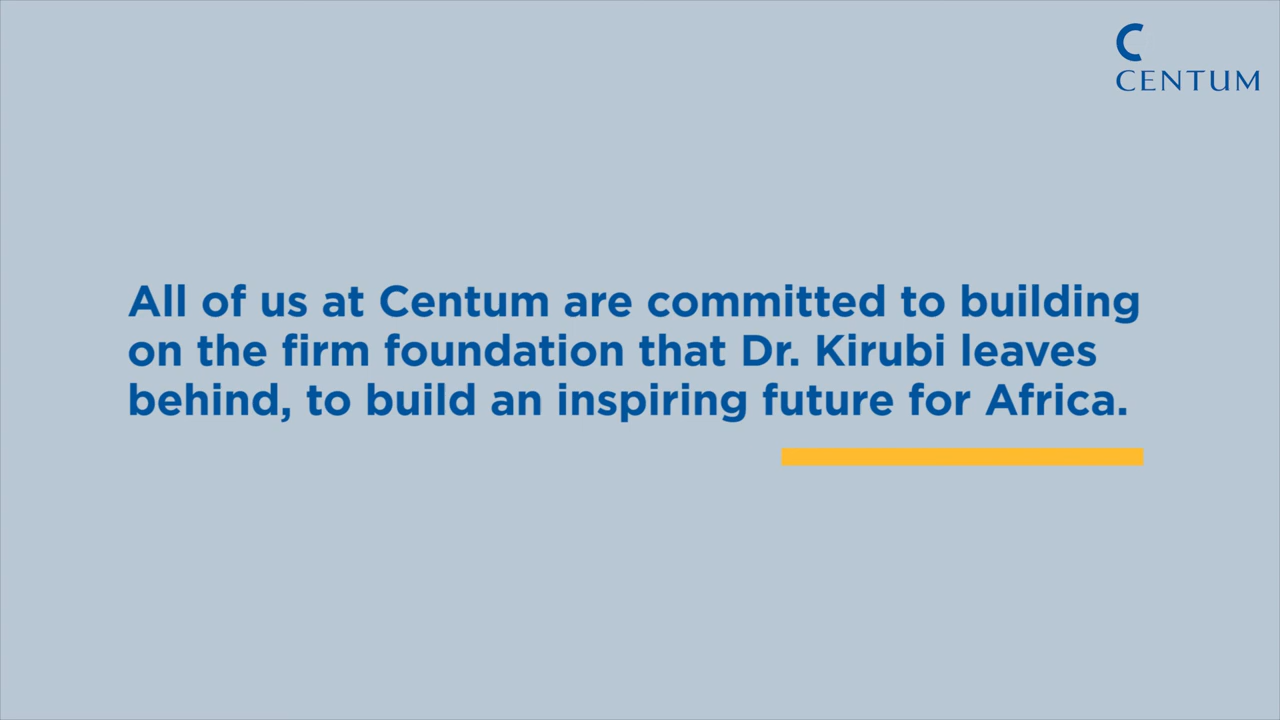 C
CENTUM
All of us at Centum are committed to building
on the firm foundation that Dr. Kirubi leaves
behind, to build an inspiring future for Africa.